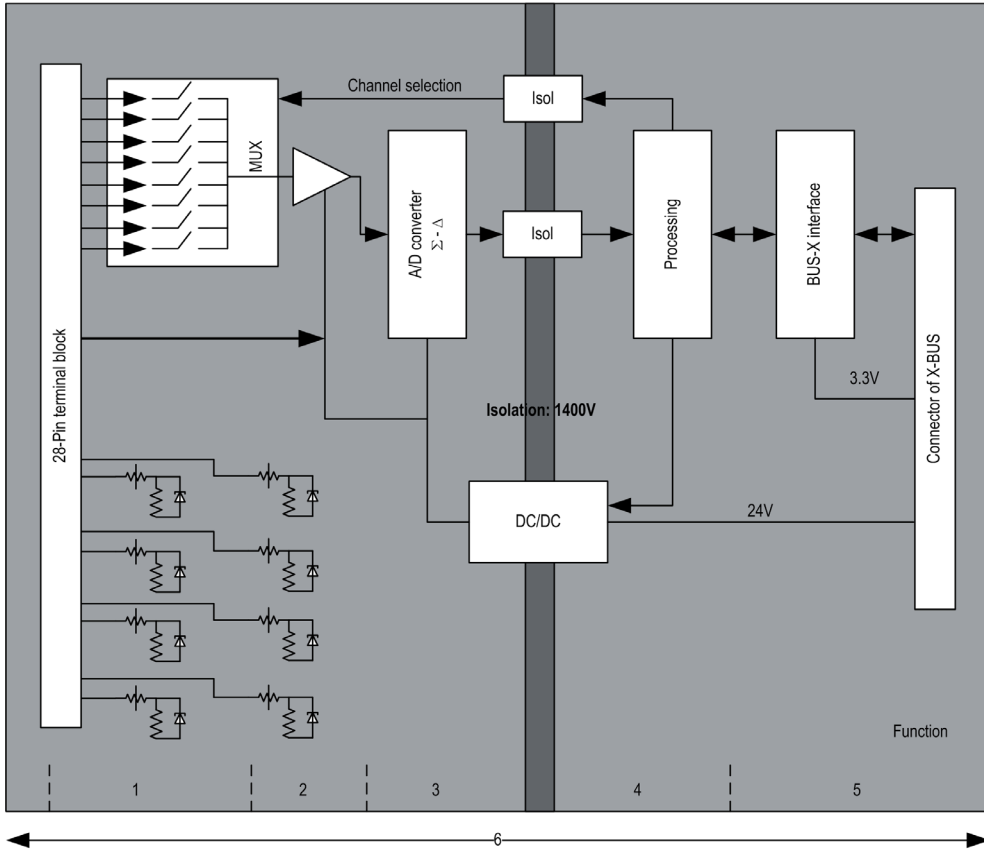 Channel selection
Isol
MUX
A/D converter
Σ - Δ
Isol
Processing
BUS-X interface
28-Pin terminal block
Connector of X-BUS
3.3V
Isolation: 1400V
DC/DC
24V
Function
1
2
3
4
5
6